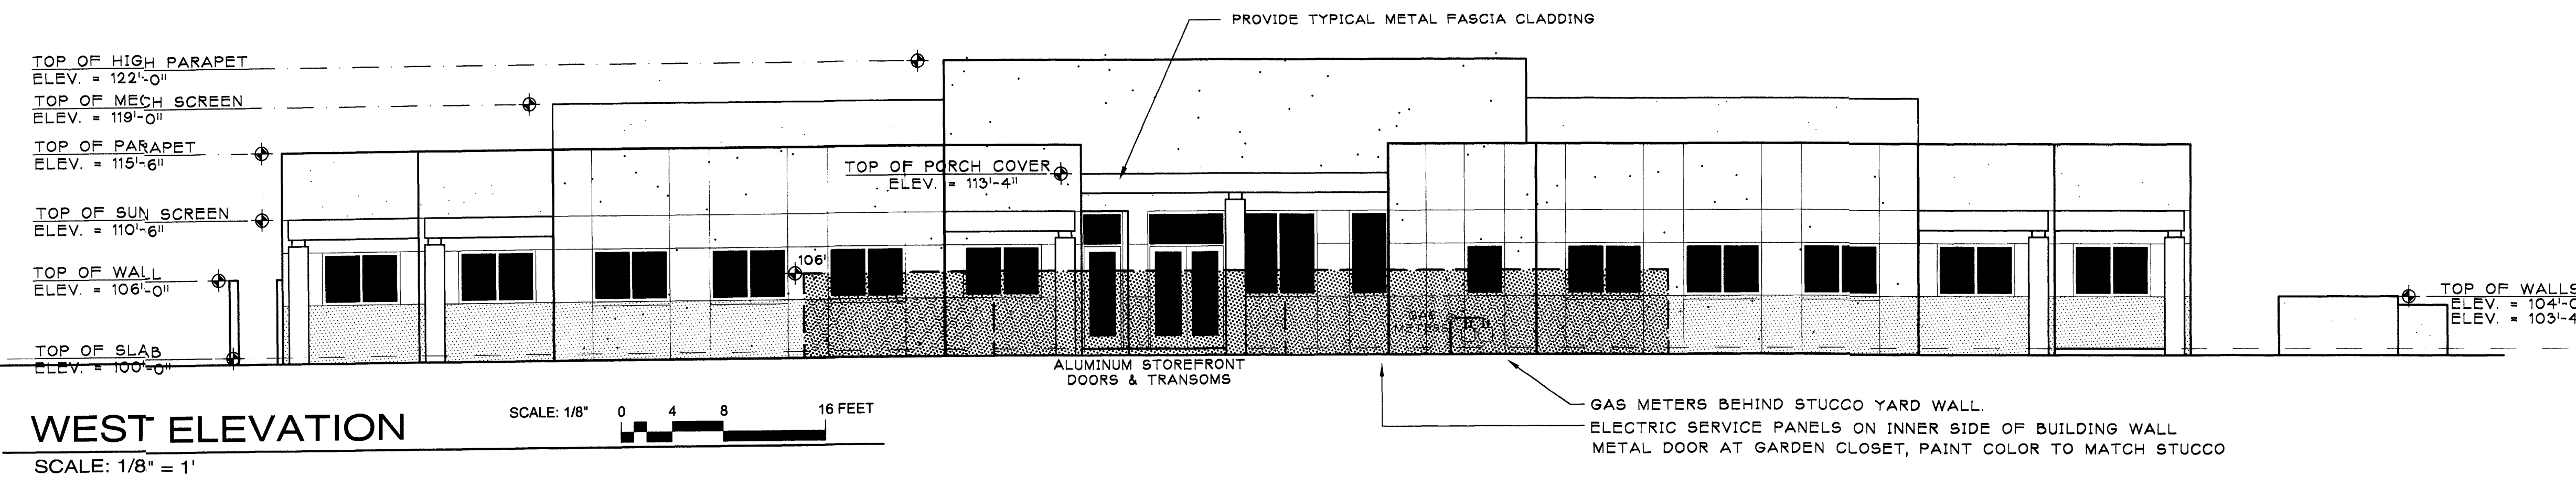 PROVIDE TYPICAL METAL FASCIA CLADDING
TOP OF HIGH PARAPET
ELEV. = 122'-0"
TOP OF MECH SCREEN
ELEV. = 119'-0"
TOP OF PARAPET
ELEV. = 115'-6"
TOP OF PORCH COVER
ELEV. = 113'-4"
TOP OF SUN SCREEN
ELEV. = 110'-6"
106'
TOP OF WALL
ELEV. = 106'-0"
TOP OF WALLS
ELEV. = 104'-0
ELEV. = 103'-4
GAS
METERS
TOP OF SLAB
ELEV. = 100'-0"
ALUMINUM STOREFRONT
DOORS & TRANSOMS
WEST ELEVATION
SCALE: 1/8" 0 4 8 16 FEET
SCALE: 1/8" = 1'
GAS METERS BEHIND STUCCO YARD WALL.
ELECTRIC SERVICE PANELS ON INNER SIDE OF BUILDING WALL
METAL DOOR AT GARDEN CLOSET, PAINT COLOR TO MATCH STUCCO